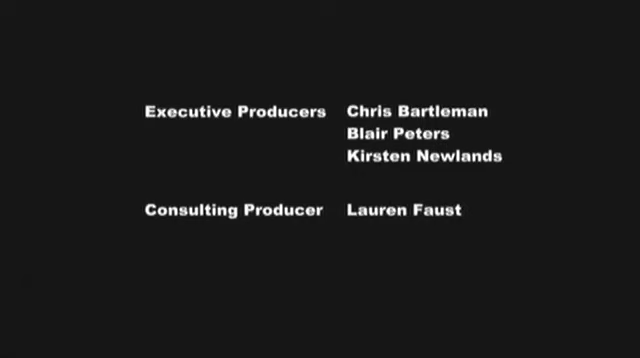 Executive Producers Chris Bartleman
Blair Peters
Kirsten Newlands
Consulting Producer Lauren Faust